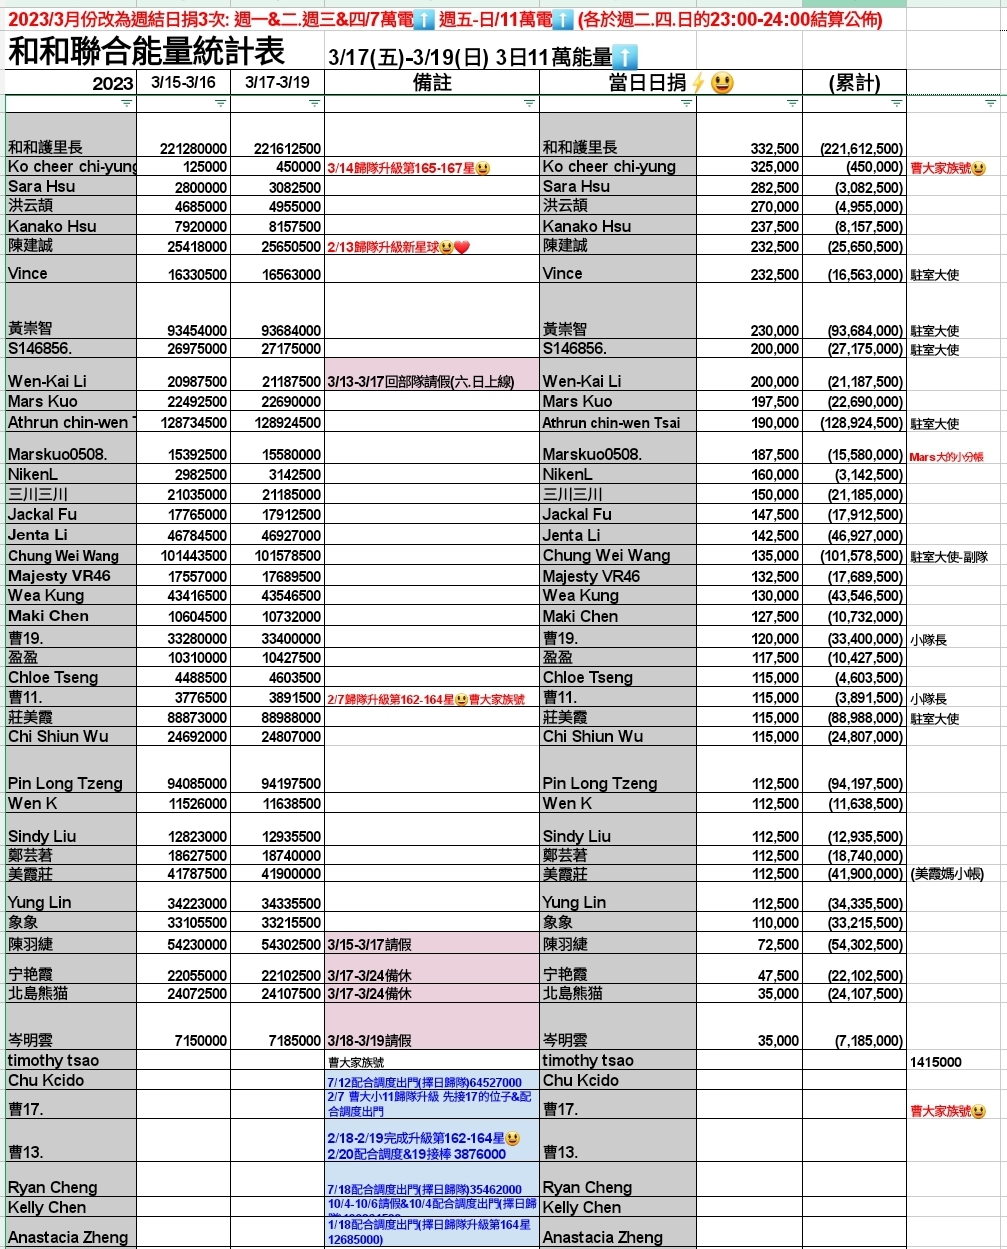 2023/3月份改為週結日捐3次: 週一&二.週三&四/7萬電⬆️ 週五-日/11萬電⬆️ (各於週二.四.日的23:00-24:00結算公佈)
和和聯合能量統計表 3/17(五)-3/19(日) 3日11萬能量⬆️
2023 3/15-3/16 3/17-3/19 備註 當日日捐⚡😃 (累計)
和和護里長 221280000 221612500 和和護里長 332,500 (221,612,500)
Ko cheer chi-yung 125000 450000 3/14歸隊升級第165-167星😃 Ko cheer chi-yung 325,000 (450,000) 曹大家族號😃
Sara Hsu 2800000 3082500 Sara Hsu 282,500 (3,082,500)
洪云頡 4685000 4955000 洪云頡 270,000 (4,955,000)
Kanako Hsu 7920000 8157500 Kanako Hsu 237,500 (8,157,500)
陳建誠 25418000 25650500 2/13歸隊升級新星球😃❤️ 陳建誠 232,500 (25,650,500)
Vince 16330500 16563000 Vince 232,500 (16,563,000) 駐室大使
黃崇智 93454000 93684000 黃崇智 230,000 (93,684,000) 駐室大使
S146856. 26975000 27175000 S146856. 200,000 (27,175,000) 駐室大使
Wen-Kai Li 20987500 21187500 3/13-3/17回部隊請假(六.日上線) Wen-Kai Li 200,000 (21,187,500)
Mars Kuo 22492500 22690000 Mars Kuo 197,500 (22,690,000)
Athrun chin-wen 128734500 128924500 Athrun chin-wen Tsai 190,000 (128,924,500) 駐室大使
Marskuo0508. 15392500 15580000 Marskuo0508. 187,500 (15,580,000) Mars大的小分帳
NikenL 2982500 3142500 NikenL 160,000 (3,142,500)
三川三川 21035000 21185000 三川三川 150,000 (21,185,000)
Jackal Fu 17765000 17912500 Jackal Fu 147,500 (17,912,500)
Jenta Li 46784500 46927000 Jenta Li 142,500 (46,927,000)
Chung Wei Wang 101443500 101578500 Chung Wei Wang 135,000 (101,578,500) 駐室大使-副隊
Majesty VR46 17557000 17689500 Majesty VR46 132,500 (17,689,500)
Wea Kung 43416500 43546500 Wea Kung 130,000 (43,546,500)
Maki Chen 10604500 10732000 Maki Chen 127,500 (10,732,000)
曹19. 33280000 33400000 曹19. 120,000 (33,400,000) 小隊長
盈盈 10310000 10427500 盈盈 117,500 (10,427,500)
Chloe Tseng 4488500 4603500 Chloe Tseng 115,000 (4,603,500)
曹11. 3776500 3891500 2/7歸隊升級第162-164星😃曹大家族號 曹11. 115,000 (3,891,500) 小隊長
莊美霞 88873000 88988000 莊美霞 115,000 (88,988,000) 駐室大使
Chi Shiun Wu 24692000 24807000 Chi Shiun Wu 115,000 (24,807,000)
Pin Long Tzeng 94085000 94197500 Pin Long Tzeng 112,500 (94,197,500)
Wen K 11526000 11638500 Wen K 112,500 (11,638,500)
Sindy Liu 12823000 12935500 Sindy Liu 112,500 (12,935,500)
鄭芸莙 18627500 18740000 鄭芸莙 112,500 (18,740,000)
美霞莊 41787500 41900000 美霞莊 112,500 (41,900,000) (美霞媽小帳)
Yung Lin 34223000 34335500 Yung Lin 112,500 (34,335,500)
象象 33105500 33215500 象象 110,000 (33,215,500)
陳羽緁 54230000 54302500 3/15-3/17請假 陳羽緁 72,500 (54,302,500)
宁艳霞 22055000 22102500 3/17-3/24備休 宁艳霞 47,500 (22,102,500)
北島熊猫 24072500 24107500 3/17-3/24備休 北島熊猫 35,000 (24,107,500)
岑明雲 7150000 7185000 3/18-3/19請假 岑明雲 35,000 (7,185,000)
timothy tsao 曹大家族號 timothy tsao 1415000
Chu Kcido 7/12配合調度出門(擇日歸隊)64527000 Chu Kcido
曹17. 2/7 曹大小11歸隊升級 先接17的位子&配 曹17. 曹大家族號😃
合調度出門
2/18-2/19完成升級第162-164星😃
曹13. 2/20配合調度&19接棒 3876000 曹13.
Ryan Cheng 7/18配合調度出門(擇日歸隊)35462000 Ryan Cheng
Kelly Chen 10/4-10/6請假&10/4配合調度出門(擇日歸 Kelly Chen
1/18配合調度出門(擇日歸隊升級第164星
Anastacia Zheng 12685000) Anastacia Zheng